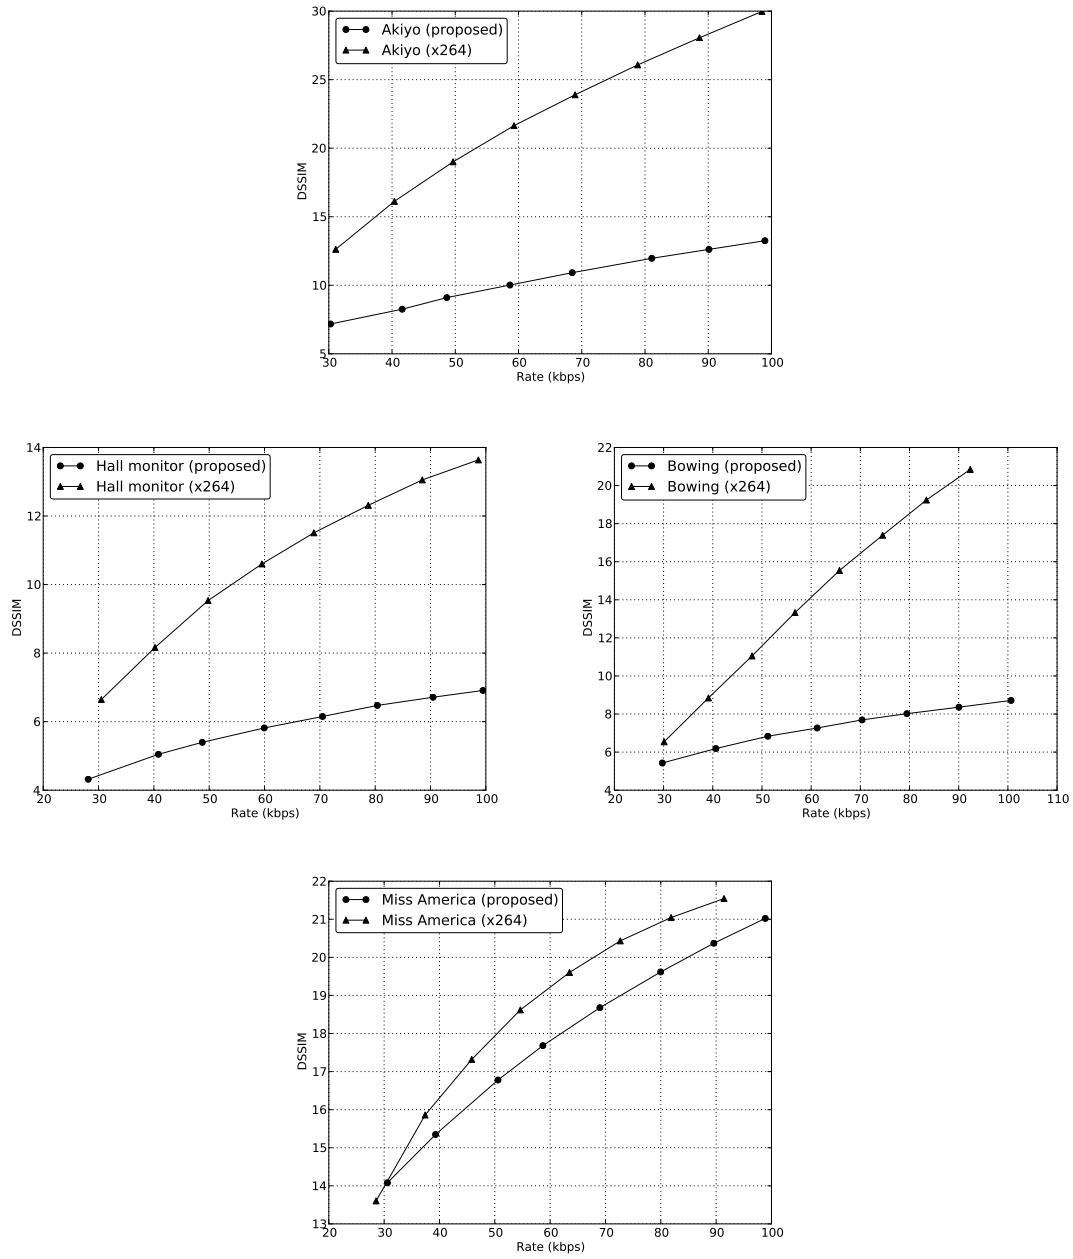 30
Akiyo (proposed)
Akiyo (x264)
25
20
DSSIM
15
10
5
30 40 50 60 70 80 90 100
Rate (kbps)
14
Hall monitor (proposed)
Hall monitor (x264)
12
10
DSSIM
8
6
4
20 30 40 50 60 70 80 90 100
Rate (kbps)
22
Bowing (proposed)
20
Bowing (x264)
18
16
14
DSSIM
12
10
8
6
4
20 30 40 50 60 70 80 90 100 110
Rate (kbps)
22
Miss America (proposed)
21
Miss America (x264)
20
19
18
DSSIM
17
16
15
14
13
20 30 40 50 60 70 80 90 100
Rate (kbps)